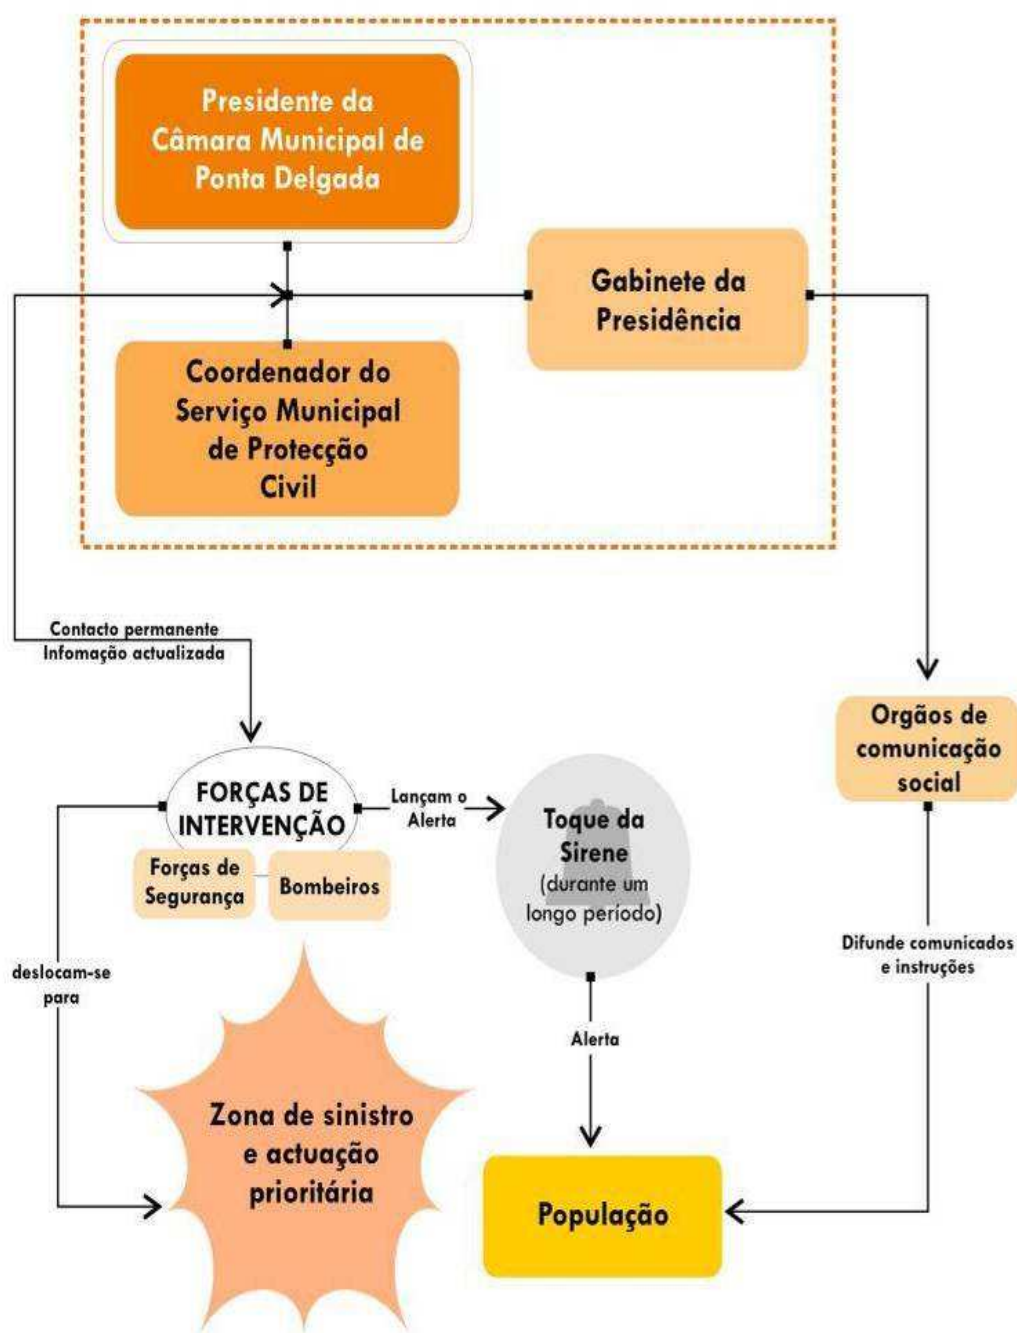 Presidente da
Câmara Municipal de
Ponta Delgada
Gabinete da
Presidência
Coordenador do
Serviço Municipal
de Protecção
Civil
Contacto permanente
Infomação actualizada
Orgãos de
comunicação
social
FORÇAS DE
INTERVENÇÃO
Forças de
Segurança
Bombeiros
Lançam o
Alerta
Toque da
Sirene
(durante um
longo período)
Difunde comunicados
e instruções
deslocam-se
para
Alerta
Zona de sinistro
e actuação
prioritária
População